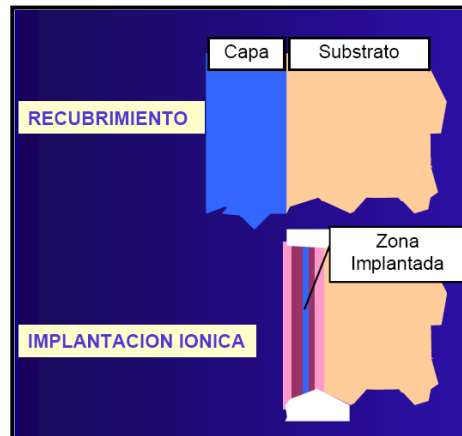 Capa
Substrato
RECUBRIMIENTO
Zona
Implantada
IMPLANTACION IONICA